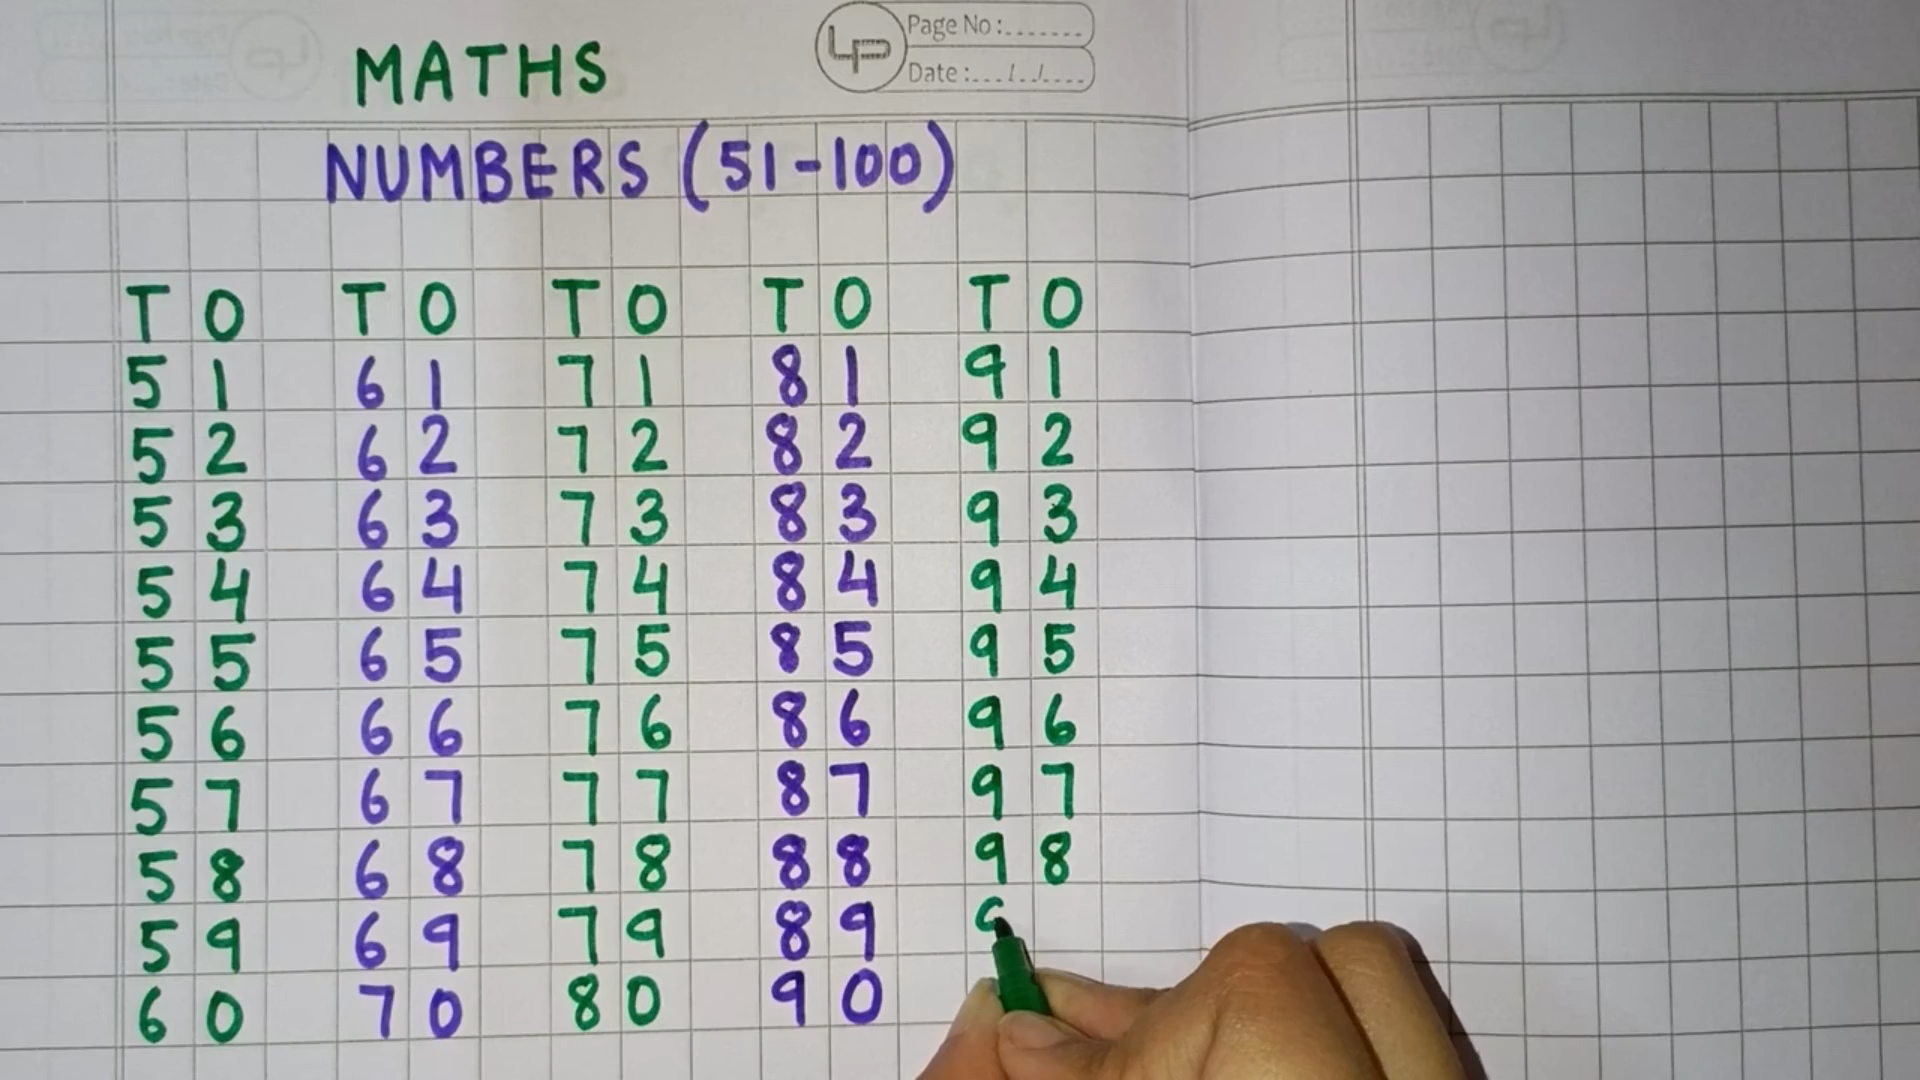 LP
Page No :.......
Date :.../../....
MATHS
NUMBERS (51-100)
T O T O T O T O T O
5 1 6 1 7 1 8 1 9 1
5 2 6 2 7 2 8 2 9 2
5 3 6 3 7 3 8 3 9 3
5 4 6 4 7 4 8 4 9 4
5 5 6 5 7 5 8 5 9 5
5 6 6 6 7 6 8 6 9 6
5 7 6 7 7 7 8 7 9 7
5 8 6 8 7 8 8 8 9 8
5 9 6 9 7 9 8 9
6 0 7 0 8 0 9 0